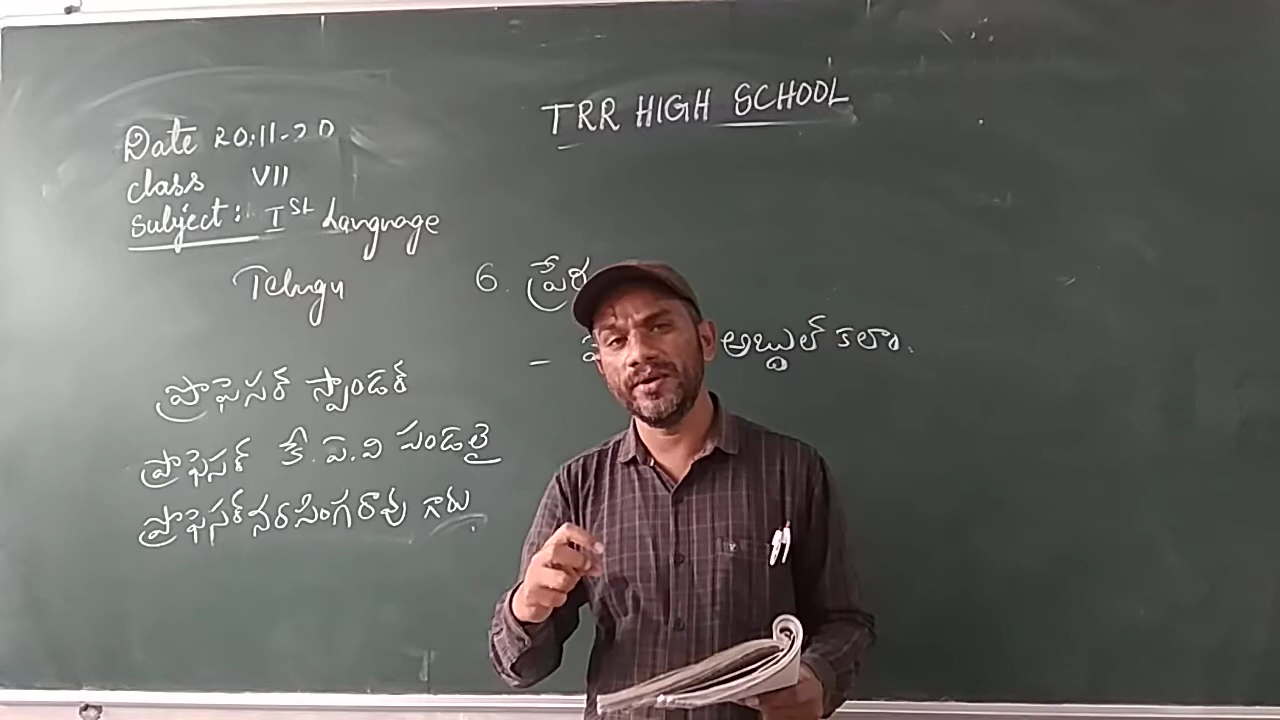 TRR HIGH SCHOOL
Date 20.11-20
class VII
Subject: Ist Language
Telugu
6. ప్రేర
- అబ్దుల్ కలాం.
ప్రొఫెసర్ స్పాండర్
ప్రొఫెసర్ కే.ఏ.వి పండలై
ప్రొఫెసర్ నరసింగరావు గారు.